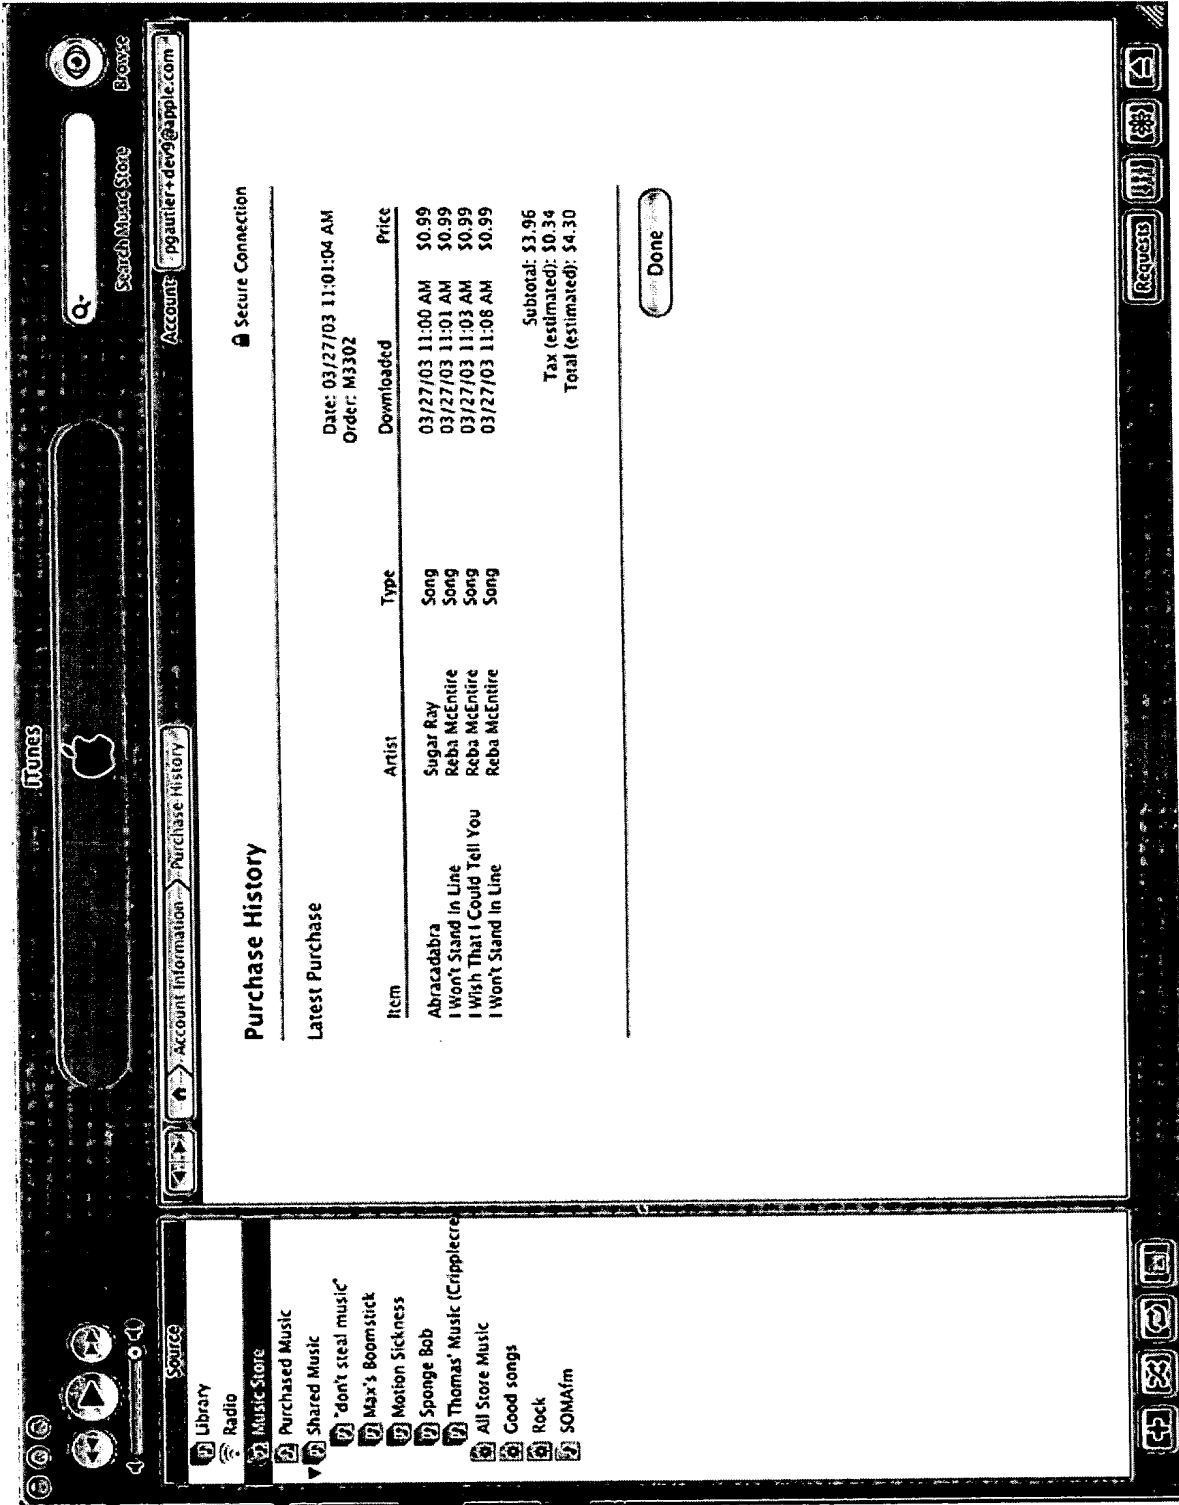 iTunes
Search Music Store
Browse
Source
Account Information
Purchase History
Account:
pgautier+dev9@apple.com
Library
Radio
Music Store
Purchased Music
Shared Music
"don't steal music"
Max's Boomstick
Motion Sickness
Sponge Bob
Thomas' Music (Cripplecre
All Store Music
Good songs
Rock
SOMAfm
Purchase History
Secure Connection
Latest Purchase
Date: 03/27/03 11:01:04 AM
Order: M3302
Item Artist Type Downloaded Price
Abracadabra Sugar Ray Song 03/27/03 11:00 AM $0.99
I Won't Stand In Line Reba McEntire Song 03/27/03 11:01 AM $0.99
I Wish That I Could Tell You Reba McEntire Song 03/27/03 11:03 AM $0.99
I Won't Stand In Line Reba McEntire Song 03/27/03 11:08 AM $0.99
Subtotal: $3.96
Tax (estimated): $0.34
Total (estimated): $4.30
Done
Requests